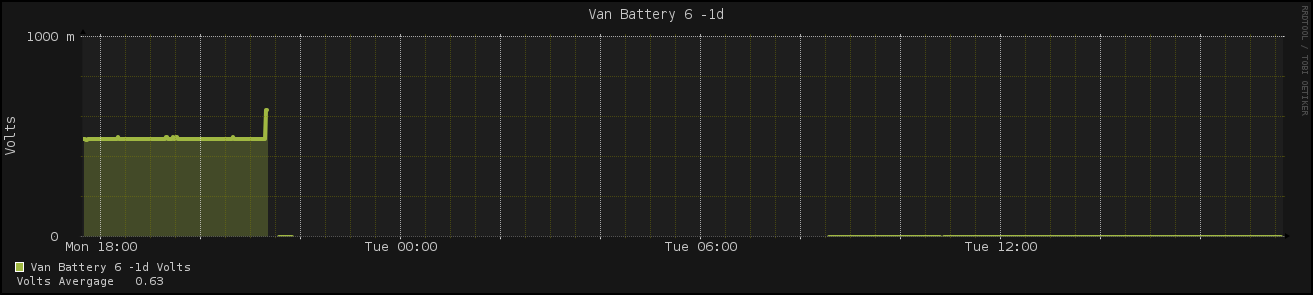 Van Battery 6 -1d
RRDTOOL / TOBI OETIKER
1000 m
Volts
0
Mon 18:00 Tue 00:00 Tue 06:00 Tue 12:00
Van Battery 6 -1d Volts
Volts Avergage 0.63